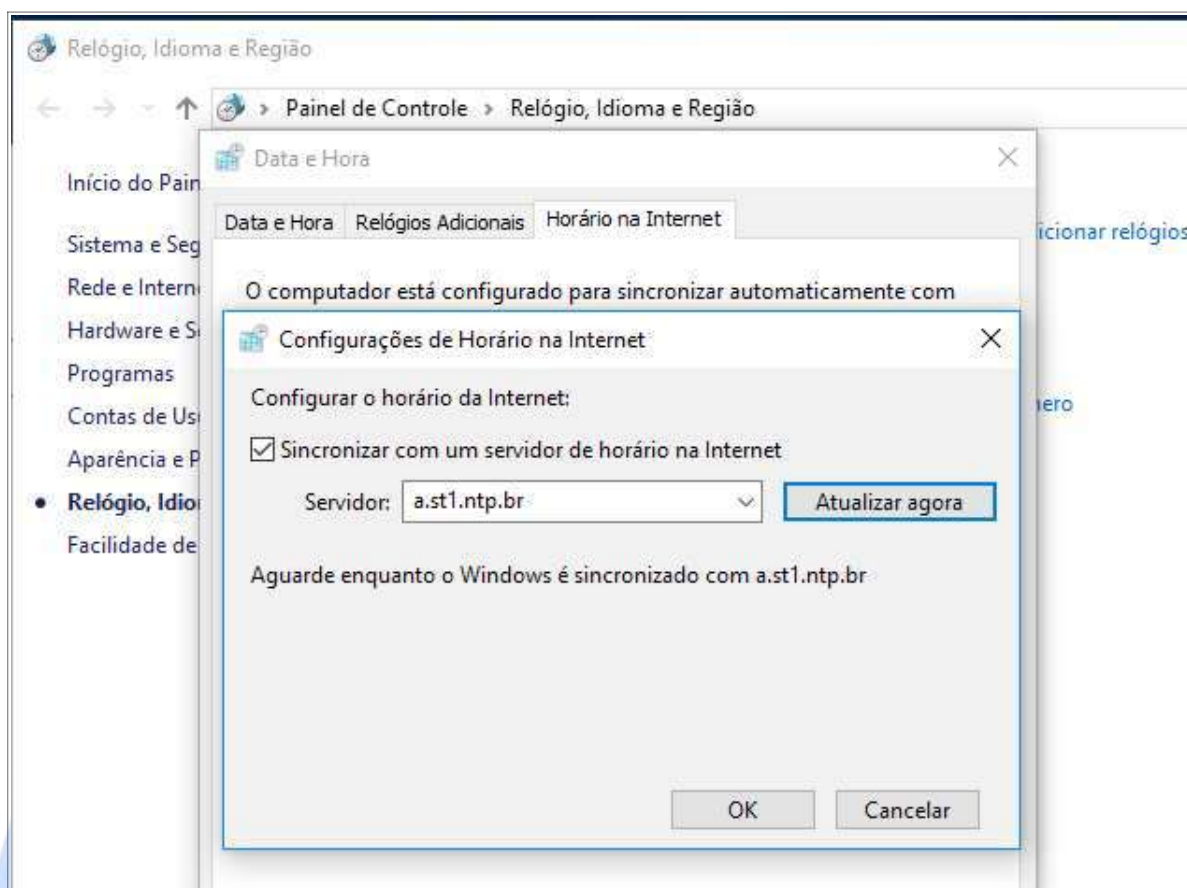 Relógio, Idioma e Região
Painel de Controle > Relógio, Idioma e Região
Data e Hora
Início do Pain
Data e Hora Relógios Adicionais Horário na Internet
Sistema e Seg
icionar relógios
Rede e Intern
O computador está configurado para sincronizar automaticamente com
Hardware e S
Configurações de Horário na Internet
Programas
Configurar o horário da Internet:
Contas de Us
nero
Sincronizar com um servidor de horário na Internet
Aparência e P
Relógio, Idio
Servidor: a.st1.ntp.br Atualizar agora
Facilidade de
Aguarde enquanto o Windows é sincronizado com a.st1.ntp.br
OK Cancelar